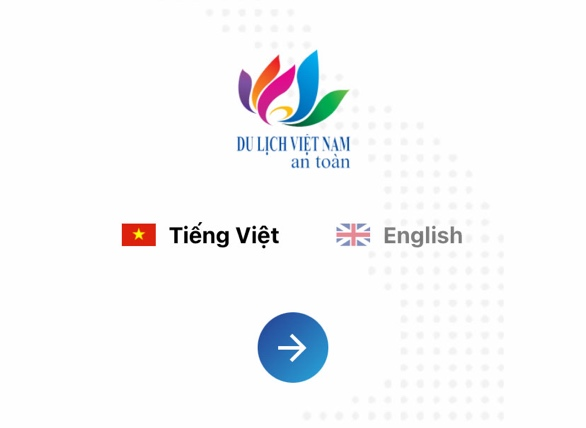 DU LỊCH VIỆT NAM
an toàn
Tiếng Việt English